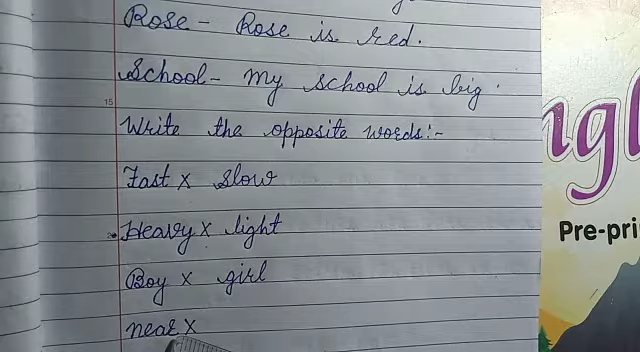 Rose - Rose is red.
School - my school is big.
15
Write the opposite words:-
Fast x slow
Heavy x light
Boy x girl
near x
Pre-pri